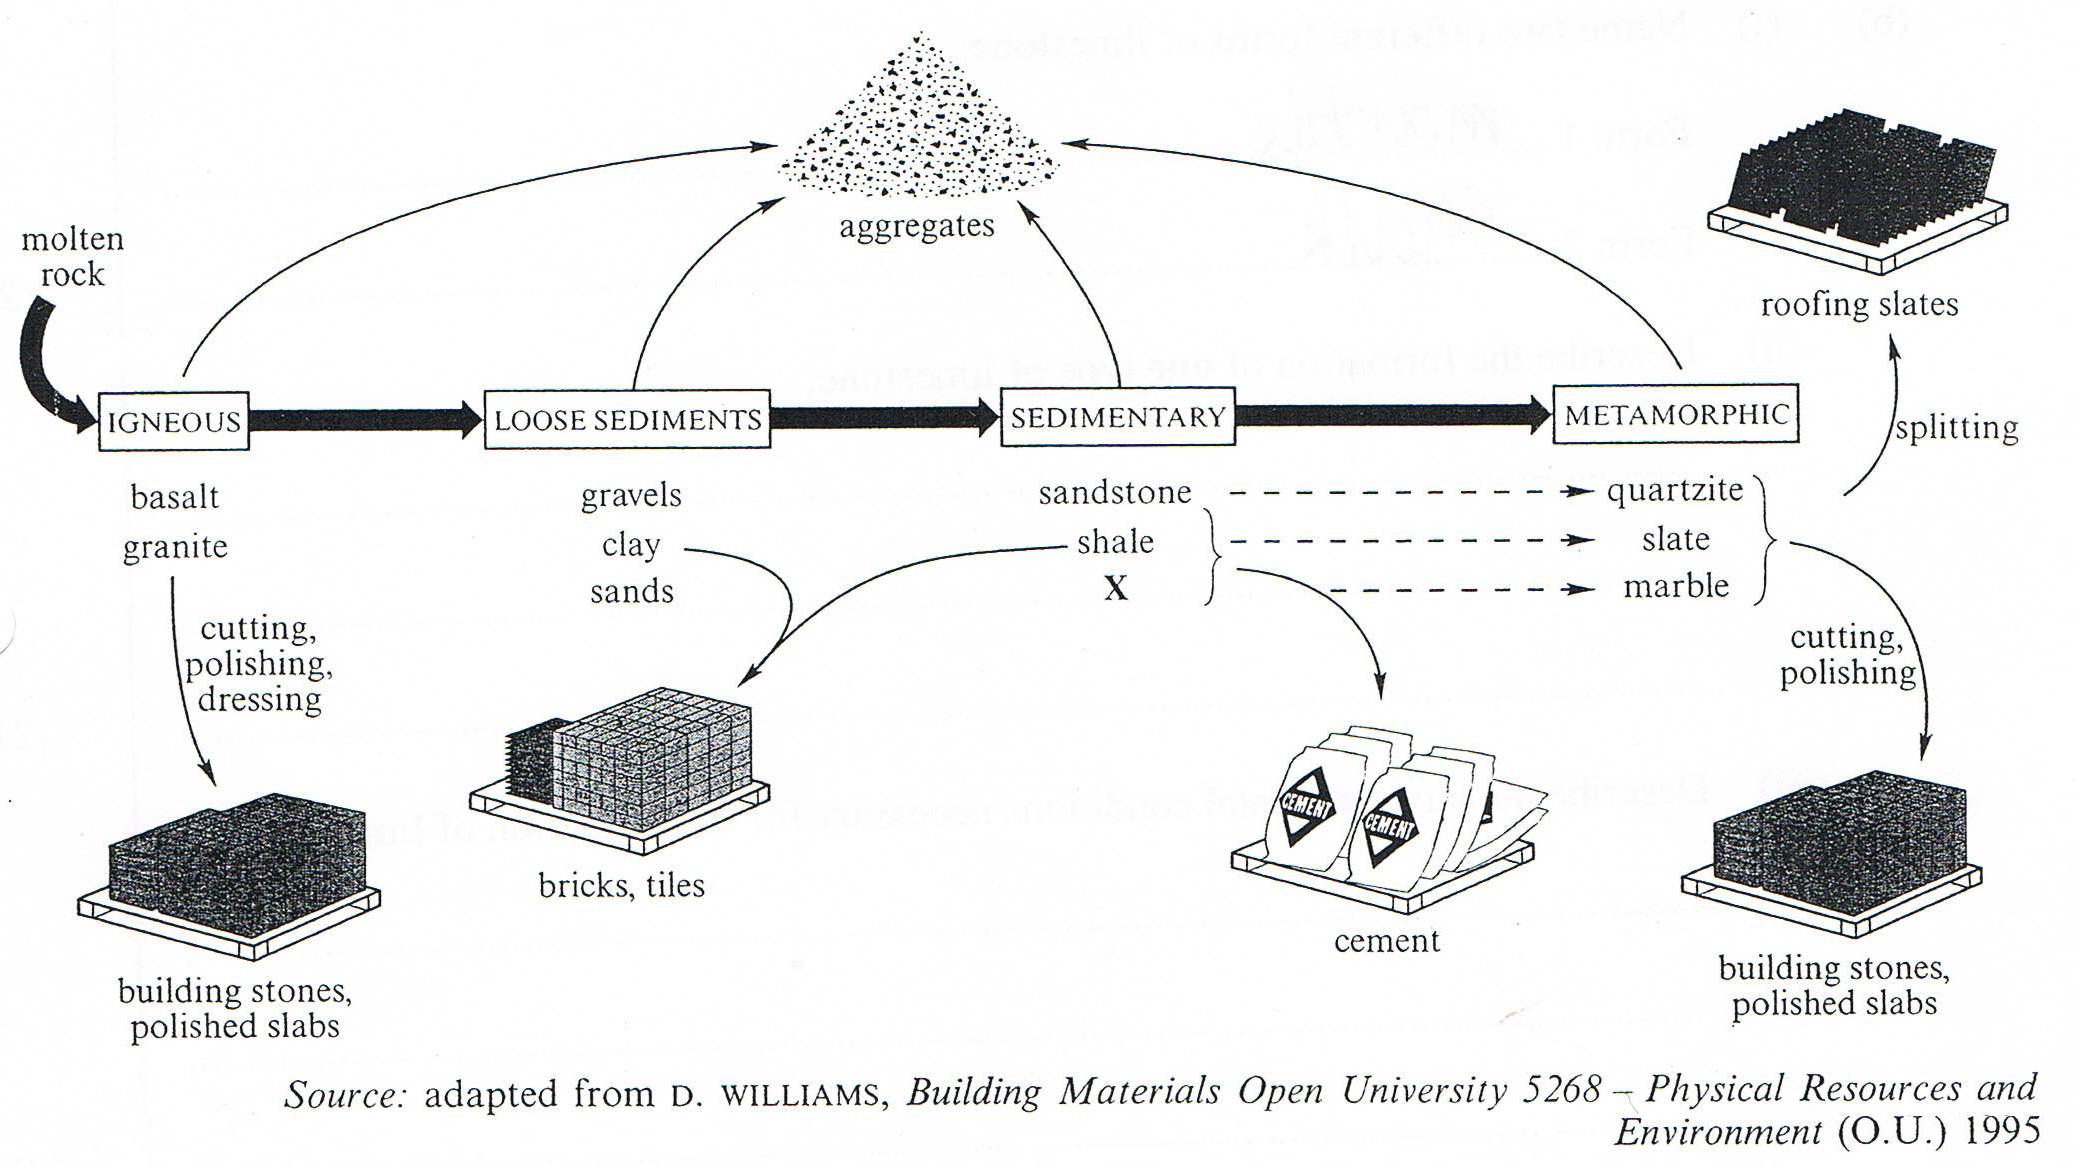 aggregates
molten
rock
roofing slates
IGNEOUS
LOOSE SEDIMENTS
SEDIMENTARY
METAMORPHIC
splitting
basalt
granite
gravels
clay
sands
sandstone
shale
X
quartzite
slate
marble
cutting,
polishing,
dressing
cutting,
polishing
CEMENT
CEMENT
bricks, tiles
cement
building stones,
polished slabs
building stones,
polished slabs
Source: adapted from D. WILLIAMS, Building Materials Open University 5268 – Physical Resources and
Environment (O.U.) 1995